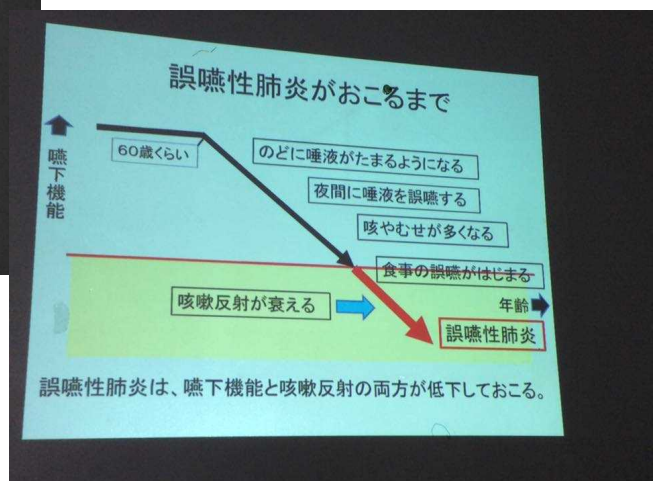 誤嚥性肺炎がおこるまで
嚥下機能
60歳くらい
のどに唾液がたまるようになる
夜間に唾液を誤嚥する
咳やむせが多くなる
食事の誤嚥がはじまる
咳嗽反射が衰える
年齢
誤嚥性肺炎
誤嚥性肺炎は、嚥下機能と咳嗽反射の両方が低下しておこる。